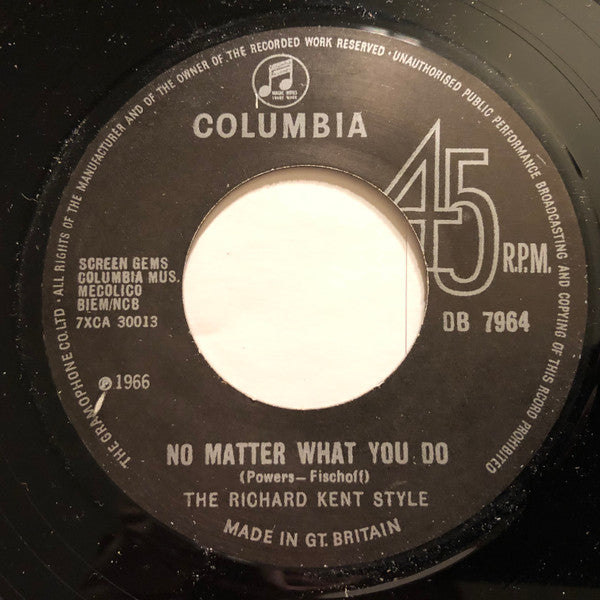 THE GRAMOPHONE CO. LTD · ALL RIGHTS OF THE MANUFACTURER AND OF THE OWNER OF THE RECORDED WORK RESERVED · UNAUTHORISED PUBLIC PERFORMANCE BROADCASTING AND COPYING OF THIS RECORD PROHIBITED
COLUMBIA
45
R.P.M.
SCREEN GEMS
COLUMBIA MUS.
MECOLICO
BIEM/NCB
7XCA 30013
DB 7964
℗ 1966
NO MATTER WHAT YOU DO
(Powers–Fischoff)
THE RICHARD KENT STYLE
MADE IN GT. BRITAIN